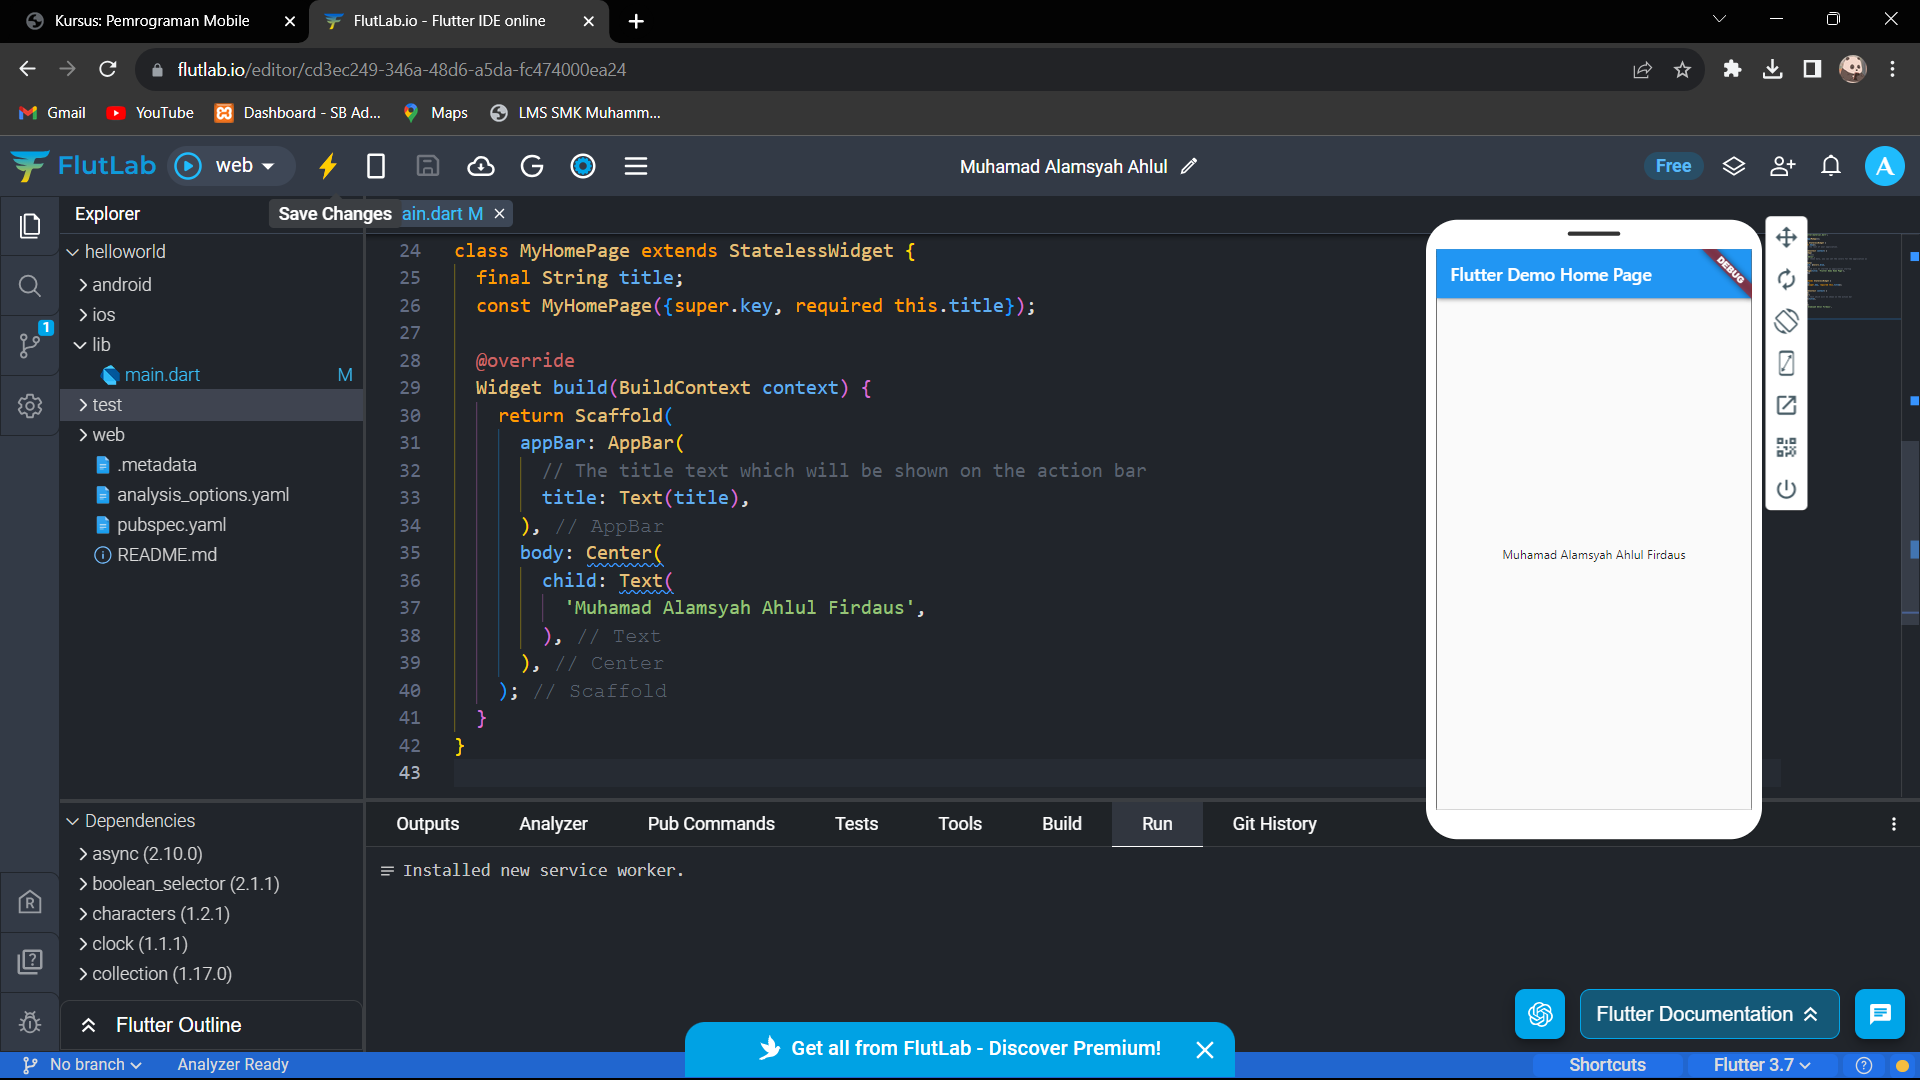 Kursus: Pemrograman Mobile
FlutLab.io - Flutter IDE online
flutlab.io/editor/cd3ec249-346a-48d6-a5da-fc474000ea24
Gmail
YouTube
Dashboard - SB Ad...
Maps
LMS SMK Muhamm...
FlutLab
web
Muhamad Alamsyah Ahlul
Free
A
Explorer
Save Changes
ain.dart M
helloworld
android
ios
1
lib
main.dart M
test
web
.metadata
analysis_options.yaml
pubspec.yaml
README.md
24 class MyHomePage extends StatelessWidget {
25 final String title;
26 const MyHomePage({super.key, required this.title});
27
28 @override
29 Widget build(BuildContext context) {
30 return Scaffold(
31 appBar: AppBar(
32 // The title text which will be shown on the action bar
33 title: Text(title),
34 ), // AppBar
35 body: Center(
36 child: Text(
37 'Muhamad Alamsyah Ahlul Firdaus',
38 ), // Text
39 ), // Center
40 ); // Scaffold
41 }
42 }
43
Flutter Demo Home Page
DEBUG
Muhamad Alamsyah Ahlul Firdaus
Dependencies
async (2.10.0)
boolean_selector (2.1.1)
characters (1.2.1)
clock (1.1.1)
collection (1.17.0)
Flutter Outline
Outputs
Analyzer
Pub Commands
Tests
Tools
Build
Run
Git History
Installed new service worker.
Flutter Documentation
Get all from FlutLab - Discover Premium!
No branch
Analyzer Ready
Shortcuts
Flutter 3.7